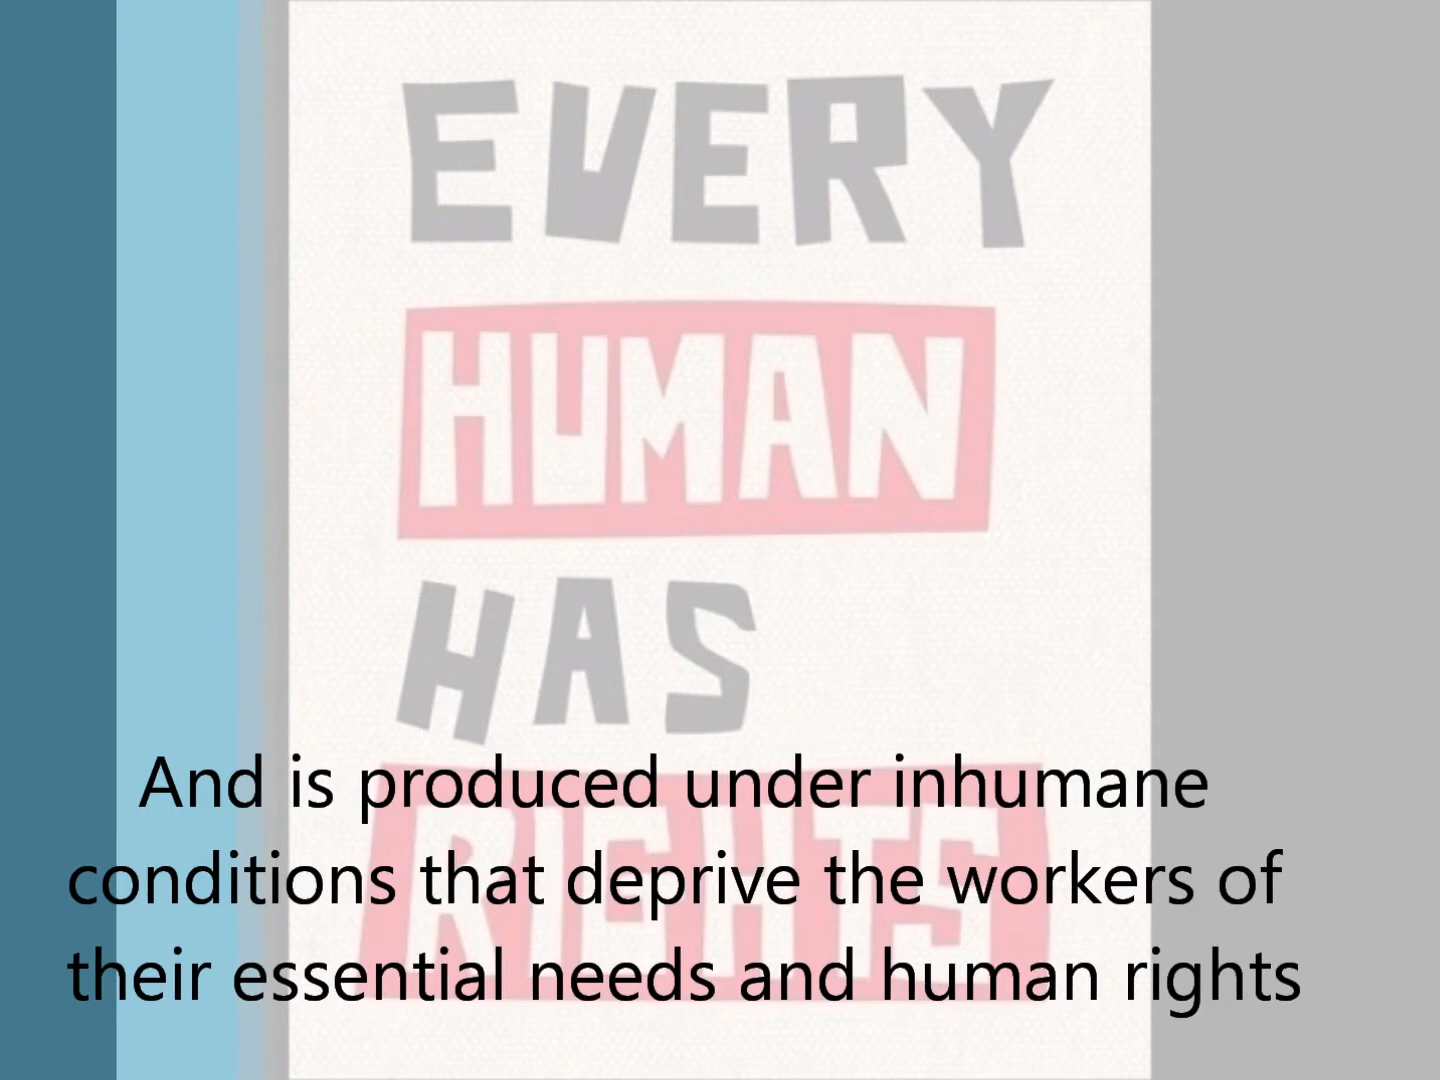 EVERY
HUMAN
HAS
RIGHTS
And is produced under inhumane
conditions that deprive the workers of
their essential needs and human rights